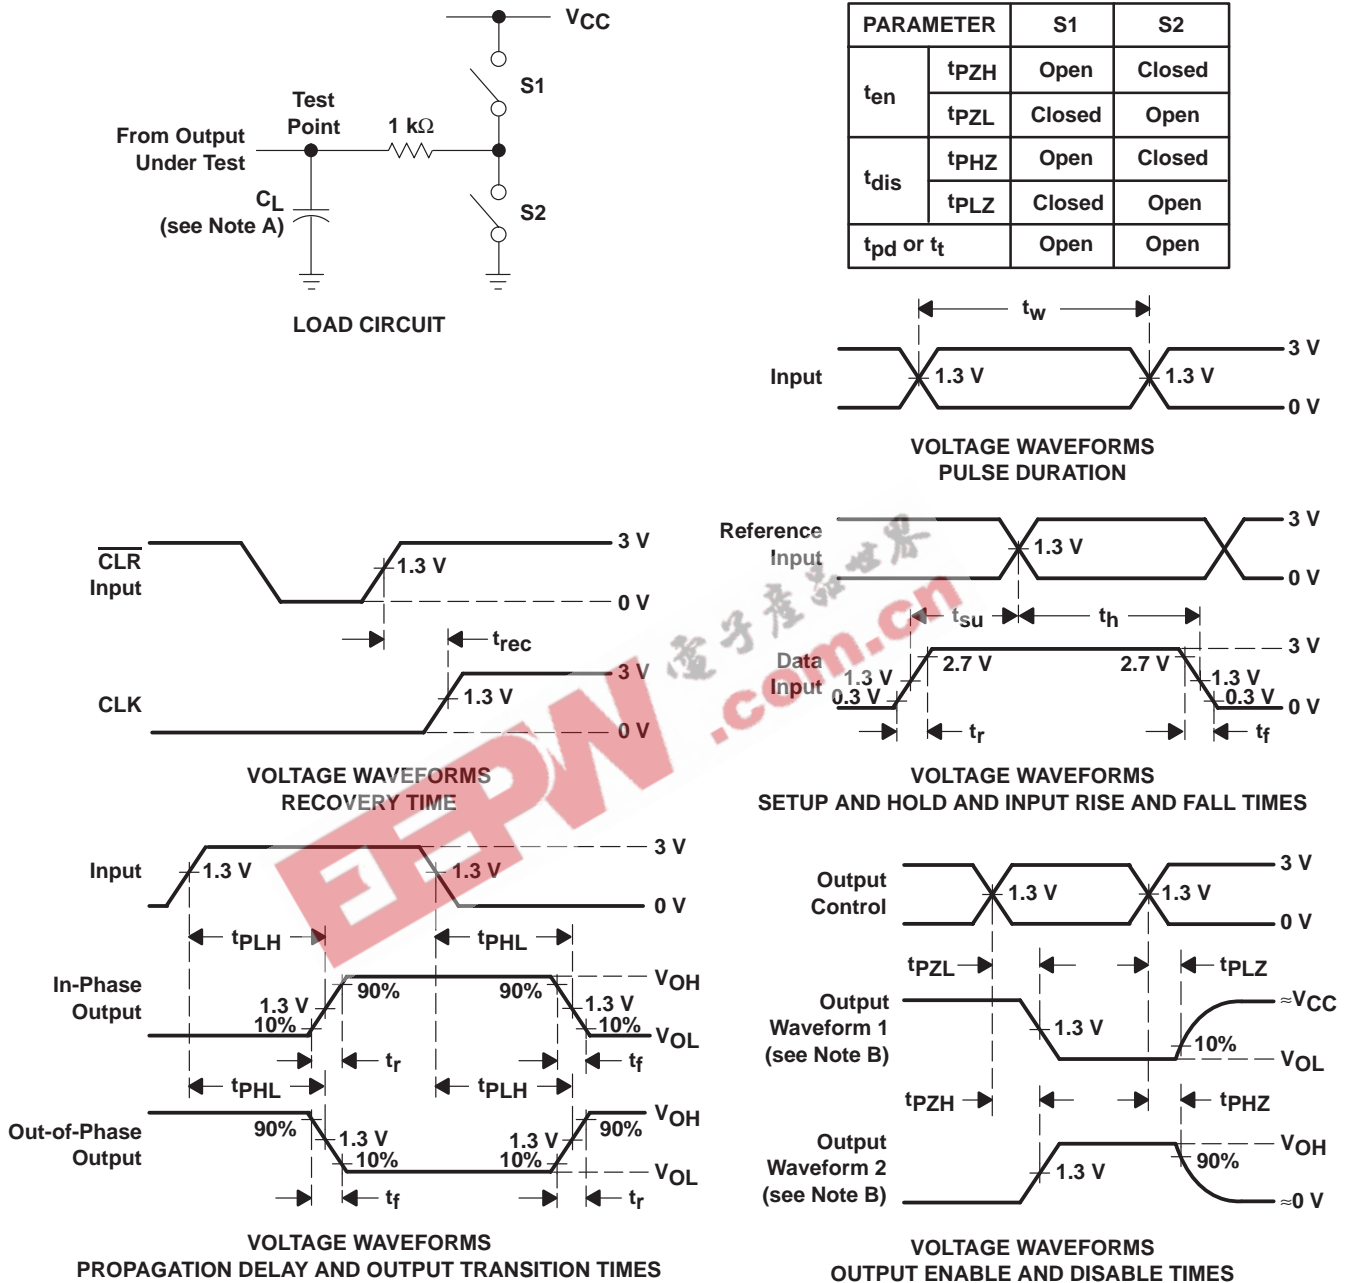 VCC
S1
Test
Point
1 kΩ
From Output
Under Test
CL
(see Note A)
S2
LOAD CIRCUIT
PARAMETER S1 S2
ten tPZH Open Closed
tPZL Closed Open
tdis tPHZ Open Closed
tPLZ Closed Open
tpd or tt Open Open
tw
3 V
Input 1.3 V 1.3 V
0 V
VOLTAGE WAVEFORMS
PULSE DURATION
3 V
CLR
Input
1.3 V
0 V
trec
3 V
CLK 1.3 V
0 V
VOLTAGE WAVEFORMS
RECOVERY TIME
Reference
Input
3 V
1.3 V
0 V
tsu th
3 V
Data
Input
2.7 V 2.7 V
1.3 V 1.3 V
0.3 V 0.3 V
0 V
tr tf
VOLTAGE WAVEFORMS
SETUP AND HOLD AND INPUT RISE AND FALL TIMES
電子產品世界
.com.cn
EEPW
3 V
Input 1.3 V 1.3 V
0 V
tPLH tPHL
In-Phase
Output
VOH
90% 90%
1.3 V 1.3 V
10% 10%
VOL
tr tf
tPHL tPLH
Out-of-Phase
Output
VOH
90% 90%
1.3 V 1.3 V
10% 10%
VOL
tf tr
VOLTAGE WAVEFORMS
PROPAGATION DELAY AND OUTPUT TRANSITION TIMES
3 V
Output
Control
1.3 V 1.3 V
0 V
tPZL tPLZ
Output
Waveform 1
(see Note B)
≈VCC
1.3 V
10%
VOL
tPZH tPHZ
Output
Waveform 2
(see Note B)
VOH
1.3 V
90%
≈0 V
VOLTAGE WAVEFORMS
OUTPUT ENABLE AND DISABLE TIMES